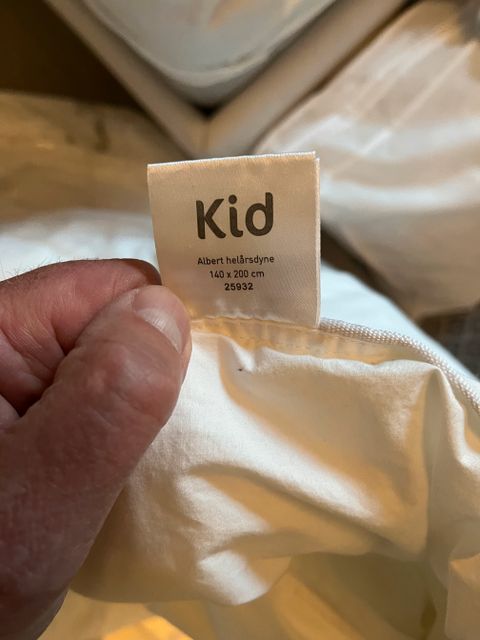 Kid
Albert helårsdyne
140 x 200 cm
25932